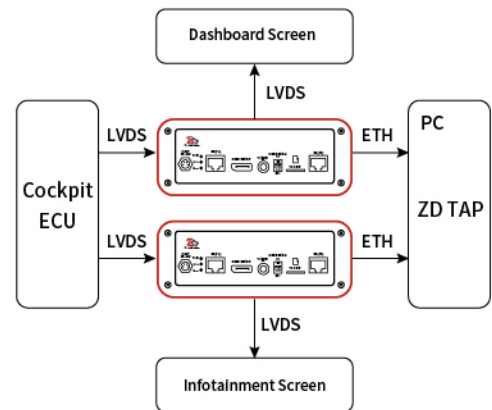 Dashboard Screen
LVDS
LVDS
ETH
PC
Cockpit
ECU
ZD TAP
LVDS
ETH
LVDS
Infotainment Screen